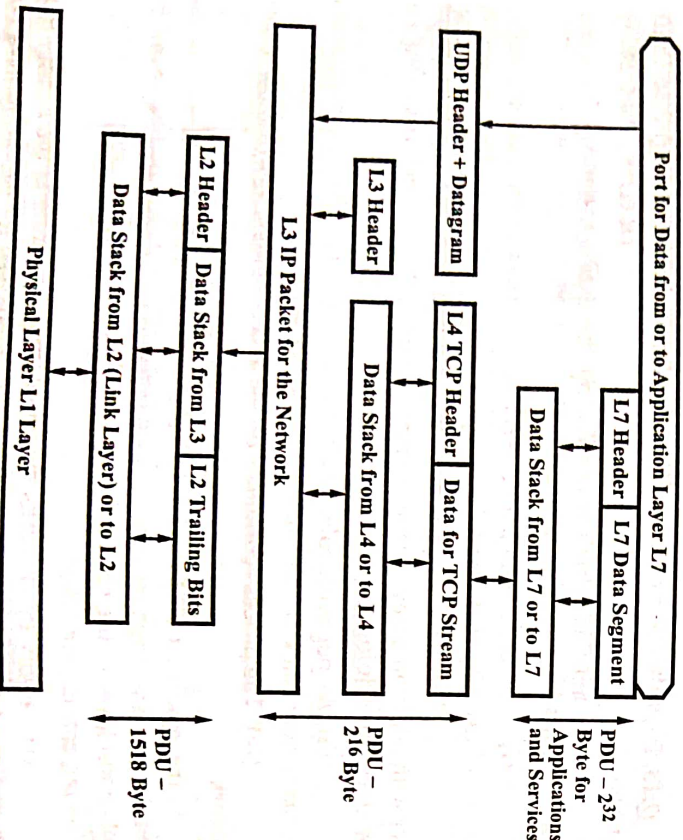 Port for Data from or to Application Layer L7
L7 Header
L7 Data Segment
Data Stack from L7 or to L7
PDU – 2³²
Byte for
Applications
and Services
UDP Header + Datagram
L4 TCP Header
Data for TCP Stream
L3 Header
Data Stack from L4 or to L4
L3 IP Packet for the Network
PDU –
2¹⁶ Byte
L2 Header
Data Stack from L3
L2 Trailing Bits
Data Stack from L2 (Link Layer) or to L2
PDU –
1518 Byte
Physical Layer L1 Layer